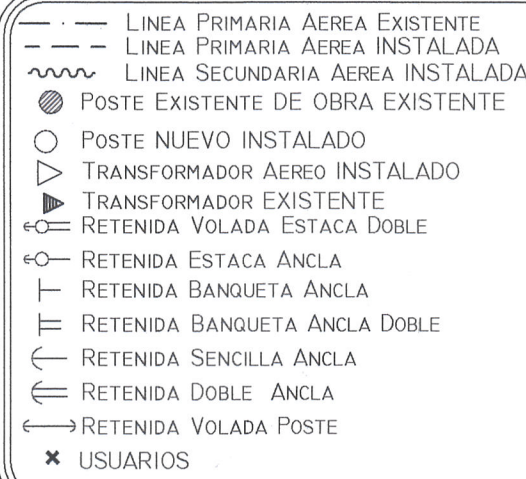 LINEA PRIMARIA AEREA EXISTENTE
LINEA PRIMARIA AEREA INSTALADA
LINEA SECUNDARIA AEREA INSTALADA
POSTE EXISTENTE DE OBRA EXISTENTE
POSTE NUEVO INSTALADO
TRANSFORMADOR AEREO INSTALADO
TRANSFORMADOR EXISTENTE
RETENIDA VOLADA ESTACA DOBLE
RETENIDA ESTACA ANCLA
RETENIDA BANQUETA ANCLA
RETENIDA BANQUETA ANCLA DOBLE
RETENIDA SENCILLA ANCLA
RETENIDA DOBLE ANCLA
RETENIDA VOLADA POSTE
USUARIOS